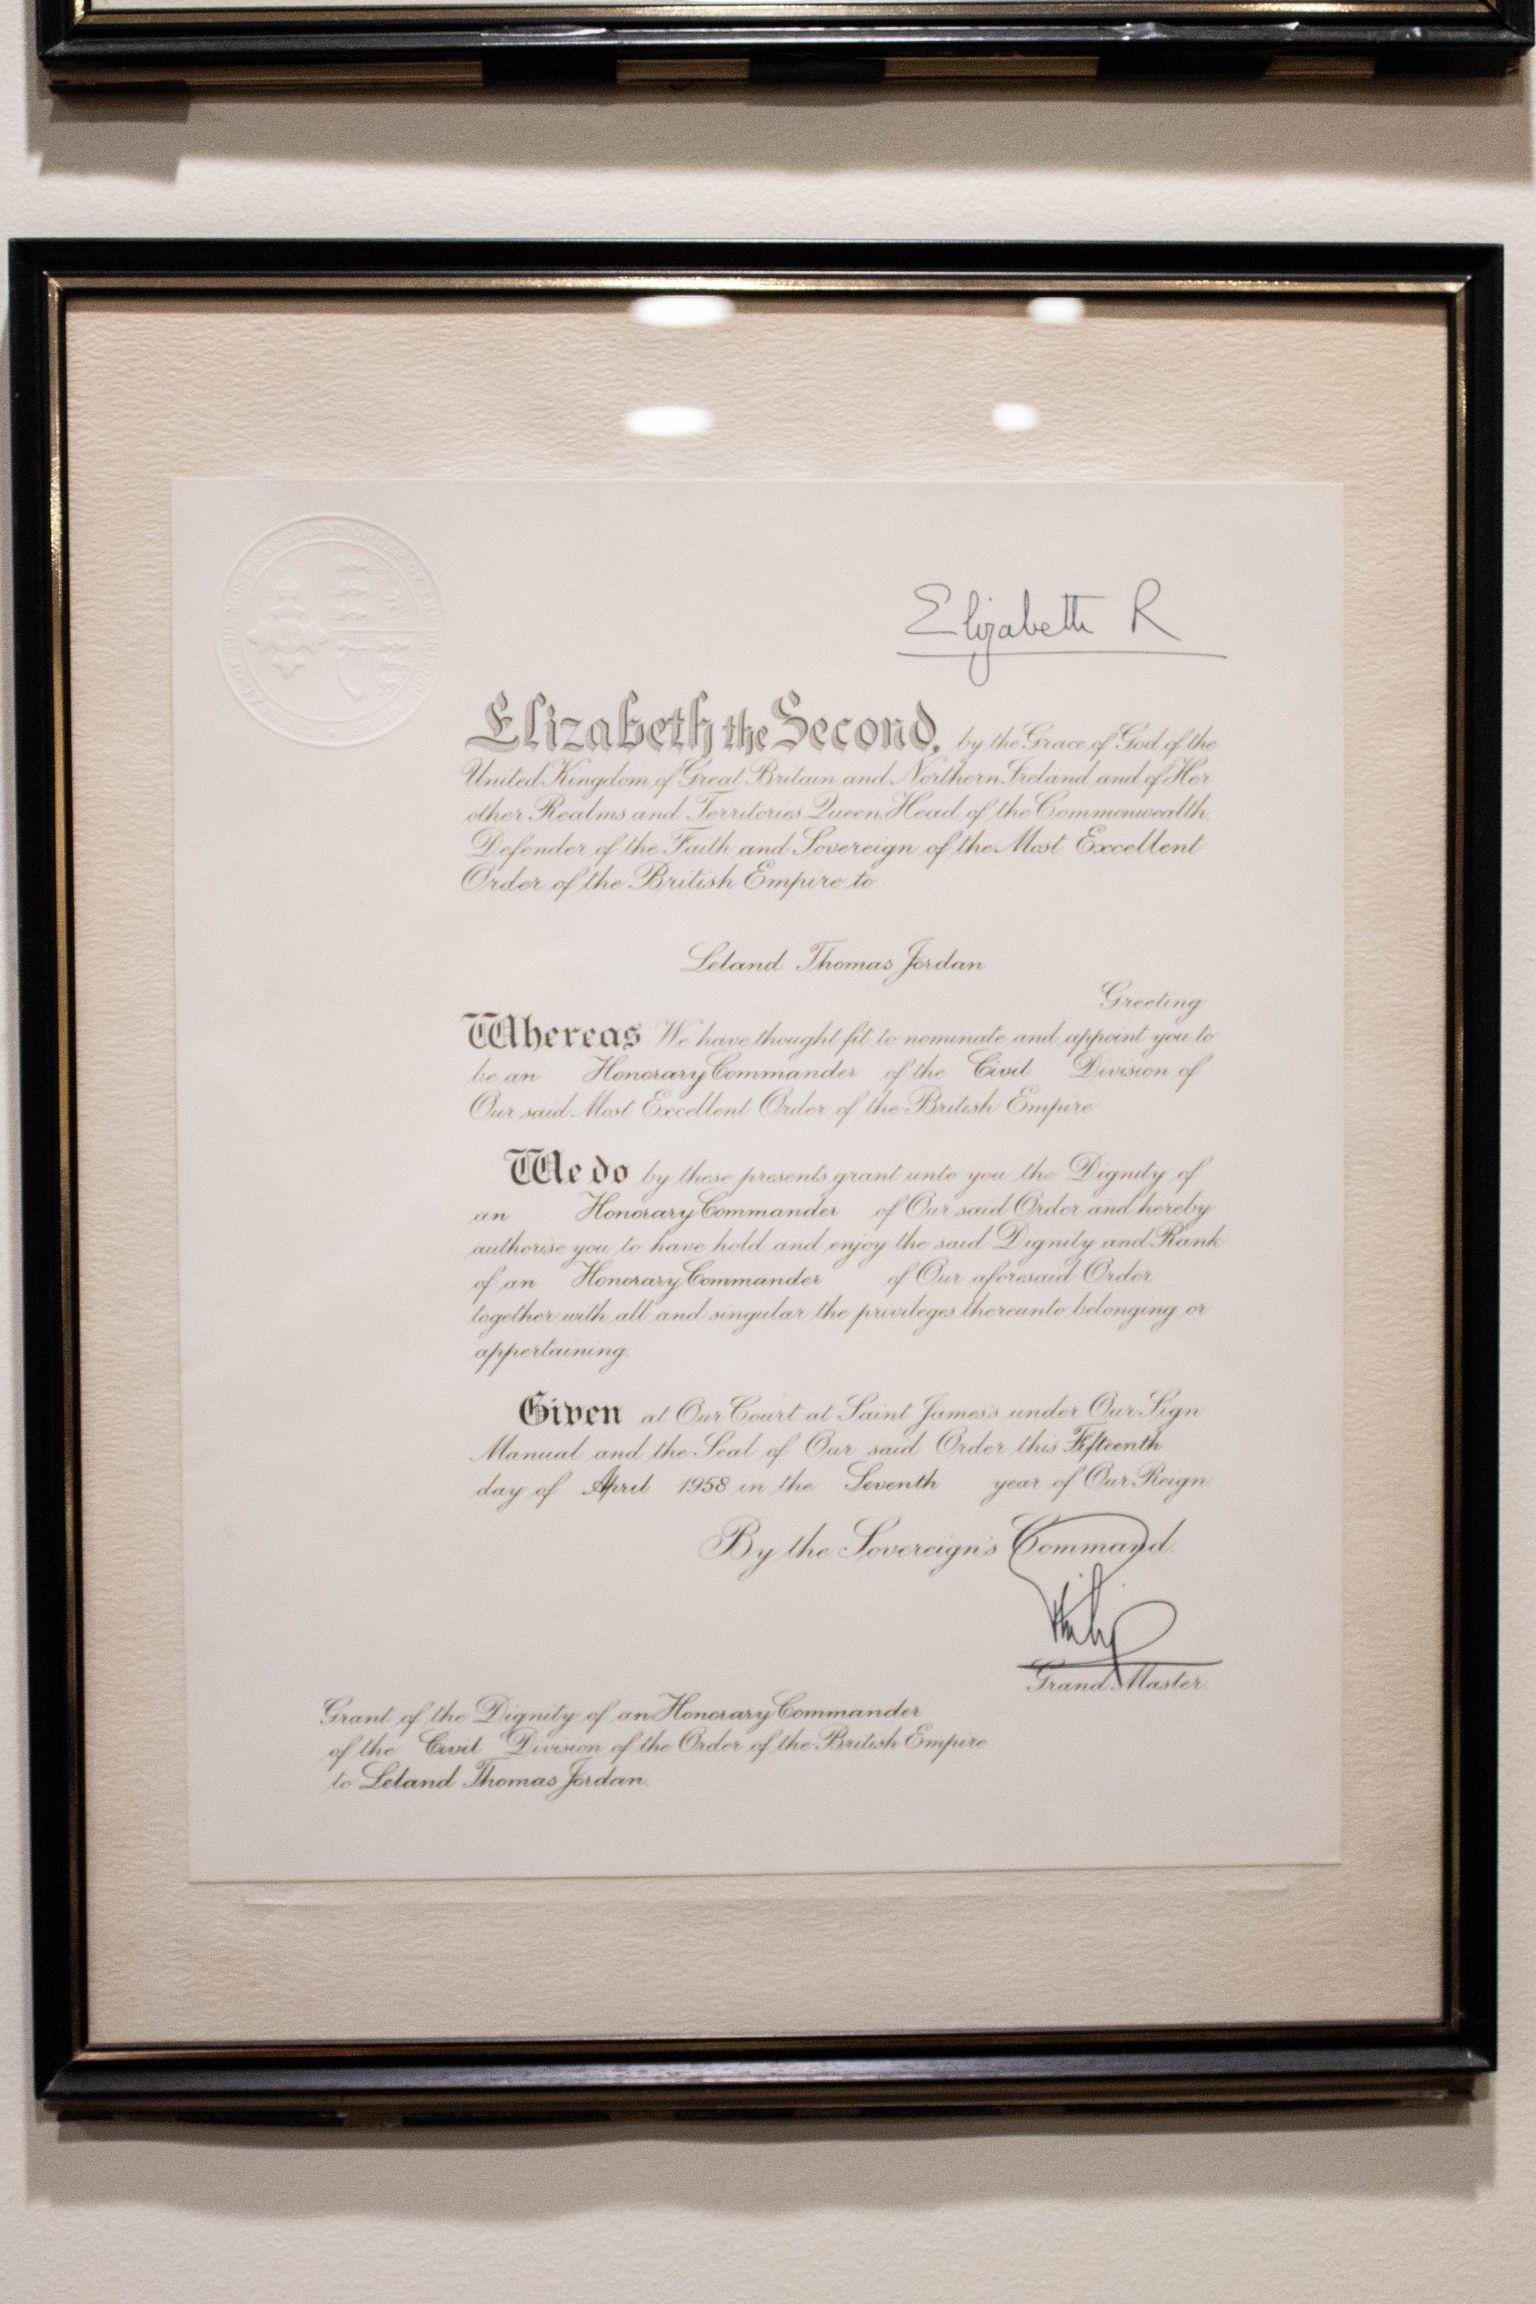 Elizabeth R
Elizabeth the Second, by the Grace of God of the
United Kingdom of Great Britain and Northern Ireland and of Her
other Realms and Territories Queen, Head of the Commonwealth,
Defender of the Faith and Sovereign of the Most Excellent
Order of the British Empire to
Leland Thomas Jordan
Greeting
Whereas We have thought fit to nominate and appoint you to
be an Honorary Commander of the Civil Division of
Our said Most Excellent Order of the British Empire
We do by these presents grant unto you the Dignity of
an Honorary Commander of Our said Order and hereby
authorise you to have hold and enjoy the said Dignity and Rank
of an Honorary Commander of Our aforesaid Order
together with all and singular the privileges thereunto belonging or
appertaining.
Given at Our Court at Saint James's under Our Sign
Manual and the Seal of Our said Order this Fifteenth
day of April 1958 in the Seventh year of Our Reign
By the Sovereign's Command.
Philip
Grand Master.
Grant of the Dignity of an Honorary Commander
of the Civil Division of the Order of the British Empire
to Leland Thomas Jordan.